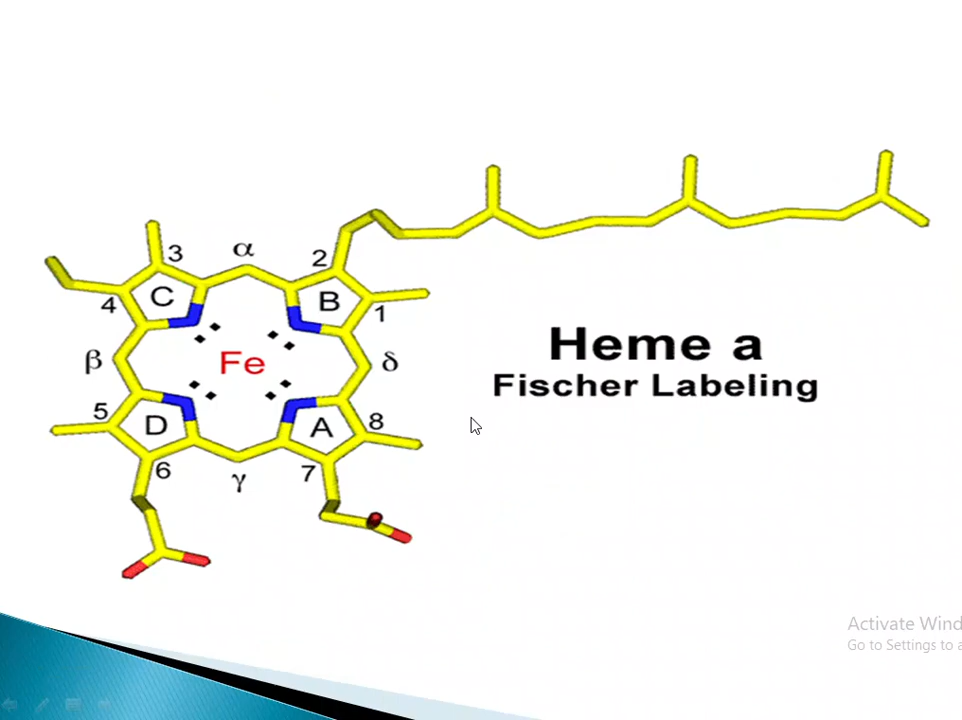 α
3
2
C
B
4
1
β
Fe
δ
Heme a
Fischer Labeling
5
8
D
A
6
7
γ
Activate Wind
Go to Settings to a